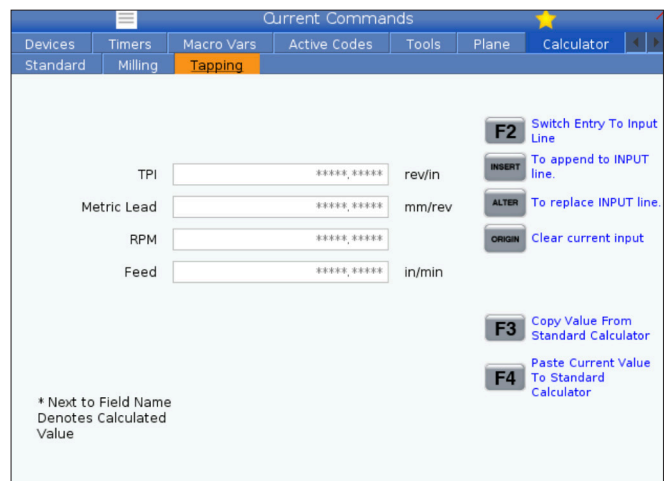 Current Commands
Devices Timers Macro Vars Active Codes Tools Plane Calculator
Standard Milling Tapping
F2 Switch Entry To Input
Line
INSERT To append to INPUT
line.
TPI *****.***** rev/in
ALTER To replace INPUT line.
Metric Lead *****.***** mm/rev
ORIGIN Clear current input
RPM *****.*****
Feed *****.***** in/min
F3 Copy Value From
Standard Calculator
F4 Paste Current Value
To Standard
Calculator
* Next to Field Name
Denotes Calculated
Value